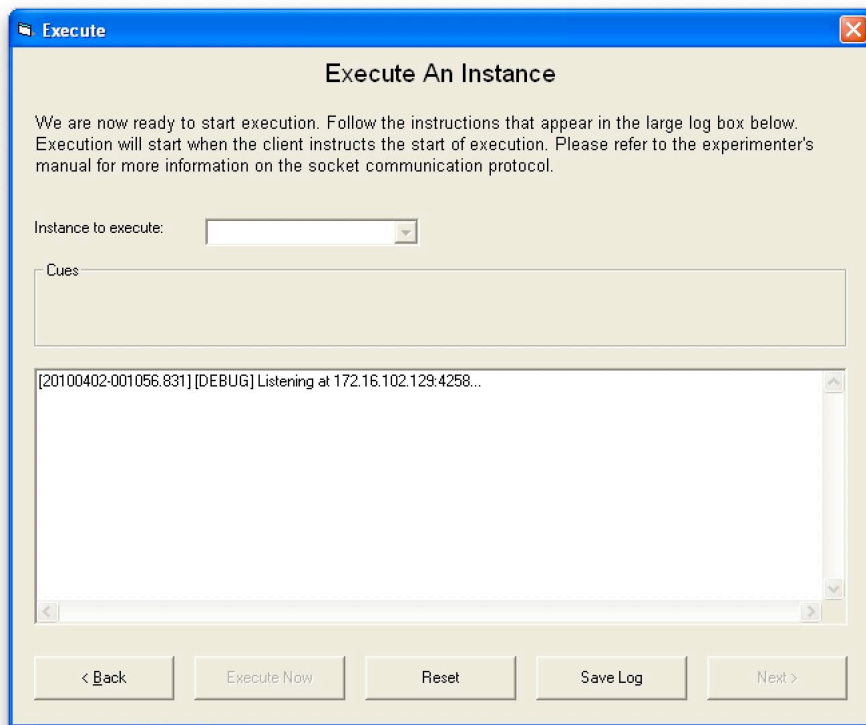 Execute
Execute An Instance
We are now ready to start execution. Follow the instructions that appear in the large log box below.
Execution will start when the client instructs the start of execution. Please refer to the experimenter's
manual for more information on the socket communication protocol.
Instance to execute:
Cues
[20100402-001056.831] [DEBUG] Listening at 172.16.102.129:4258...
< Back
Execute Now
Reset
Save Log
Next >